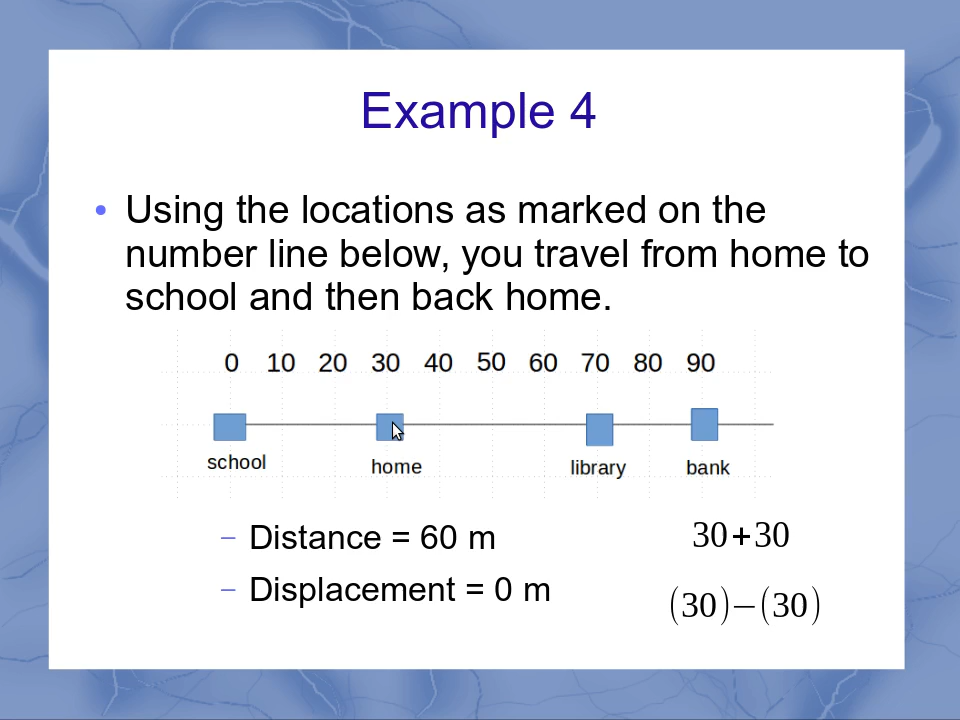 Example 4
• Using the locations as marked on the
number line below, you travel from home to
school and then back home.
0 10 20 30 40 50 60 70 80 90
school home library bank
– Distance = 60 m 30+30
– Displacement = 0 m (30)−(30)